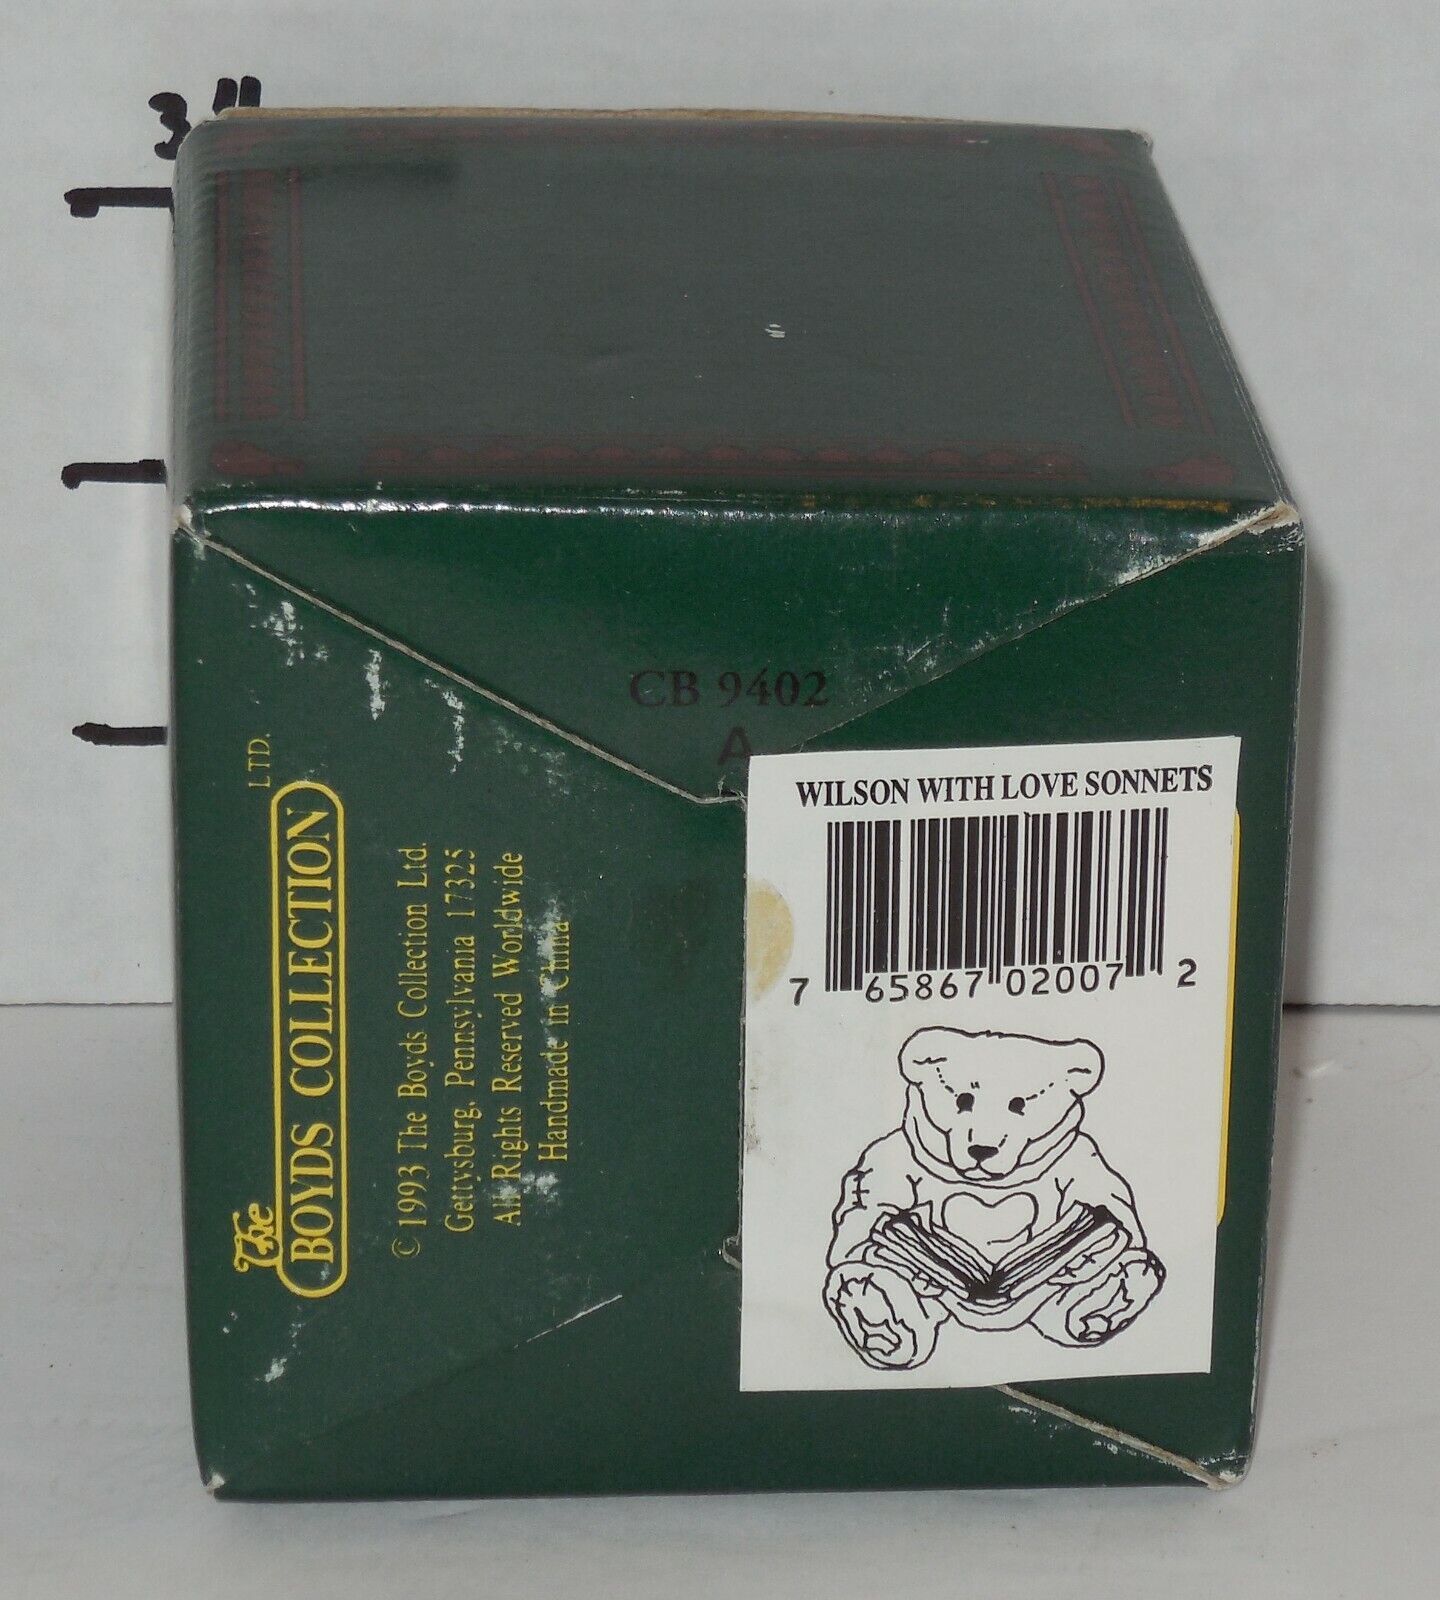 3"
CB 9402
A
WILSON WITH LOVE SONNETS
7 65867 02007 2
The
BOYDS COLLECTION
LTD.
© 1993 The Boyds Collection Ltd.
Gettysburg, Pennsylvania 17325
All Rights Reserved Worldwide
Handmade in China